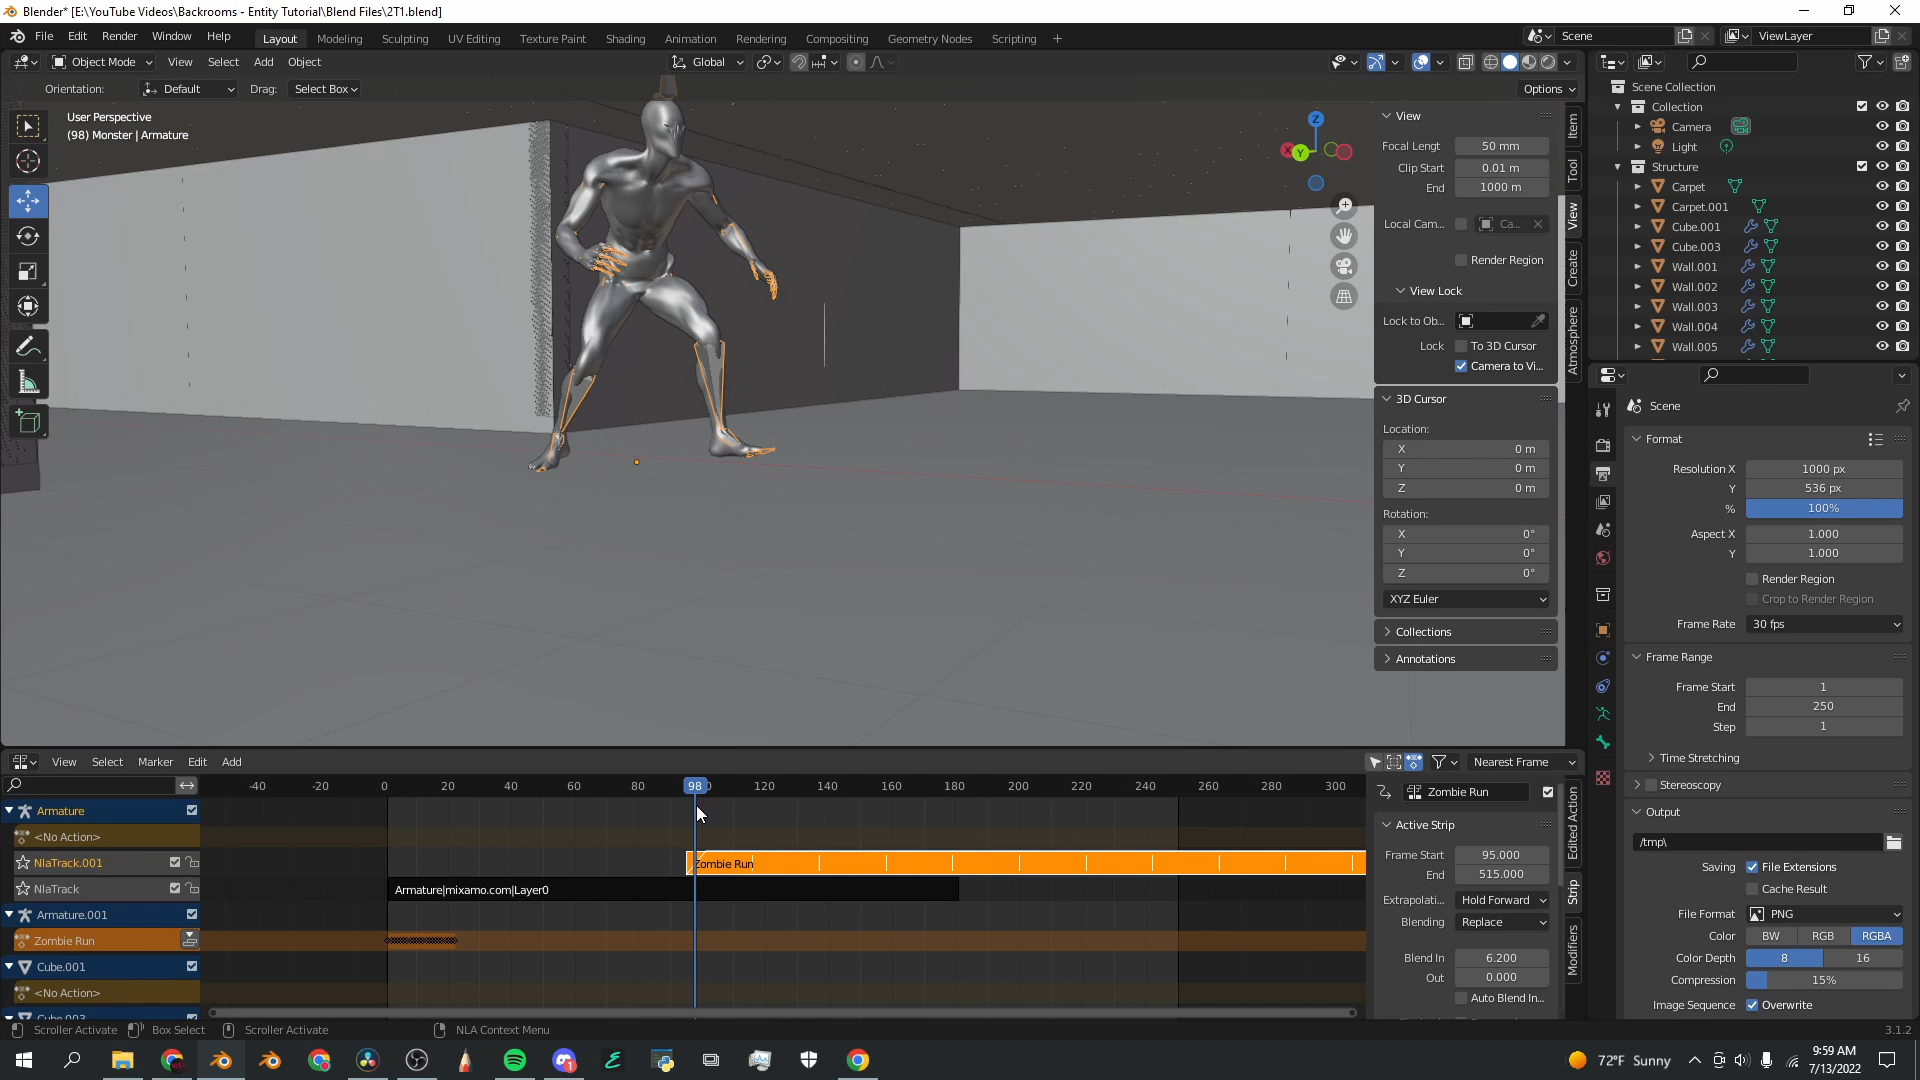 Blender* [E:\YouTube Videos\Backrooms - Entity Tutorial\Blend Files\2T1.blend]
File Edit Render Window Help Layout Modeling Sculpting UV Editing Texture Paint Shading Animation Rendering Compositing Geometry Nodes Scripting + Scene ViewLayer
Object Mode View Select Add Object Global
Orientation: Default Drag: Select Box Options
User Perspective
(98) Monster | Armature
Z
X Y
View
Focal Lengt 50 mm
Clip Start 0.01 m
End 1000 m
Local Cam... Ca...
Render Region
View Lock
Lock to Ob...
Lock To 3D Cursor
Camera to Vi...
3D Cursor
Location:
X 0 m
Y 0 m
Z 0 m
Rotation:
X 0°
Y 0°
Z 0°
XYZ Euler
Collections
Annotations
Item
Tool
View
Create
Atmosphere
Scene Collection
Collection
Camera
Light
Structure
Carpet
Carpet.001
Cube.001
Cube.003
Wall.001
Wall.002
Wall.003
Wall.004
Wall.005
Scene
Format
Resolution X 1000 px
Y 536 px
% 100%
Aspect X 1.000
Y 1.000
Render Region
Crop to Render Region
Frame Rate 30 fps
Frame Range
Frame Start 1
End 250
Step 1
Time Stretching
Stereoscopy
Output
/tmp\
Saving File Extensions
Cache Result
File Format PNG
Color BW RGB RGBA
Color Depth 8 16
Compression 15%
Image Sequence Overwrite
View Select Marker Edit Add Nearest Frame
-40 -20 0 20 40 60 80 98 120 140 160 180 200 220 240 260 280 300
Armature
<No Action>
NlaTrack.001 Zombie Run
NlaTrack Armature|mixamo.com|Layer0
Armature.001
Zombie Run
Cube.001
<No Action>
Cube.003
Zombie Run
Active Strip
Frame Start 95.000
End 515.000
Extrapolati... Hold Forward
Blending Replace
Blend In 6.200
Out 0.000
Auto Blend In...
Edited Action
Strip
Modifiers
Scroller Activate Box Select Scroller Activate NLA Context Menu 3.1.2
72°F Sunny
9:59 AM
7/13/2022